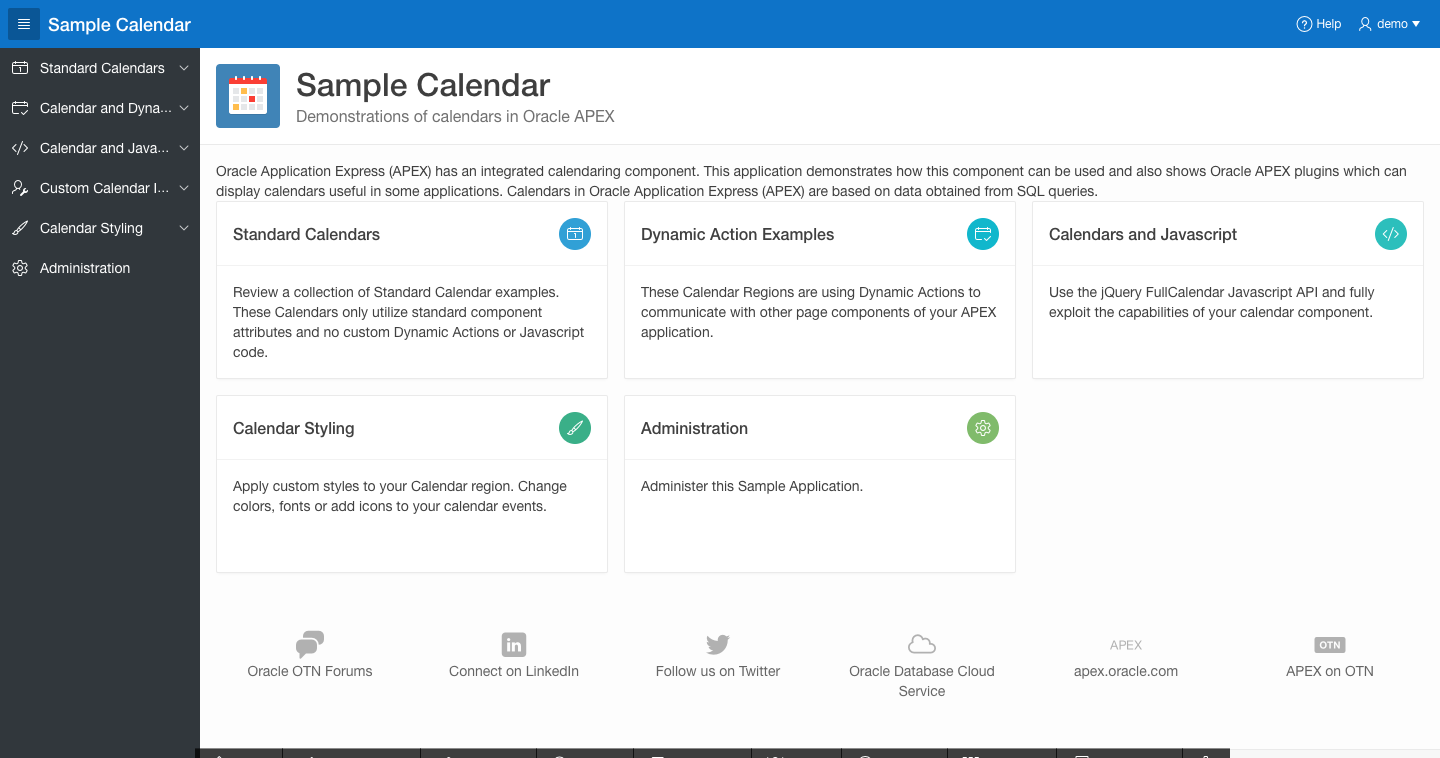 Sample Calendar
Help
demo
Standard Calendars
Calendar and Dyna...
Calendar and Java...
Custom Calendar I...
Calendar Styling
Administration
Sample Calendar
Demonstrations of calendars in Oracle APEX
Oracle Application Express (APEX) has an integrated calendaring component. This application demonstrates how this component can be used and also shows Oracle APEX plugins which can
display calendars useful in some applications. Calendars in Oracle Application Express (APEX) are based on data obtained from SQL queries.
Standard Calendars
Review a collection of Standard Calendar examples.
These Calendars only utilize standard component
attributes and no custom Dynamic Actions or Javascript
code.
Dynamic Action Examples
These Calendar Regions are using Dynamic Actions to
communicate with other page components of your APEX
application.
Calendars and Javascript
Use the jQuery FullCalendar Javascript API and fully
exploit the capabilities of your calendar component.
Calendar Styling
Apply custom styles to your Calendar region. Change
colors, fonts or add icons to your calendar events.
Administration
Administer this Sample Application.
Oracle OTN Forums
Connect on LinkedIn
Follow us on Twitter
Oracle Database Cloud
Service
APEX
apex.oracle.com
OTN
APEX on OTN